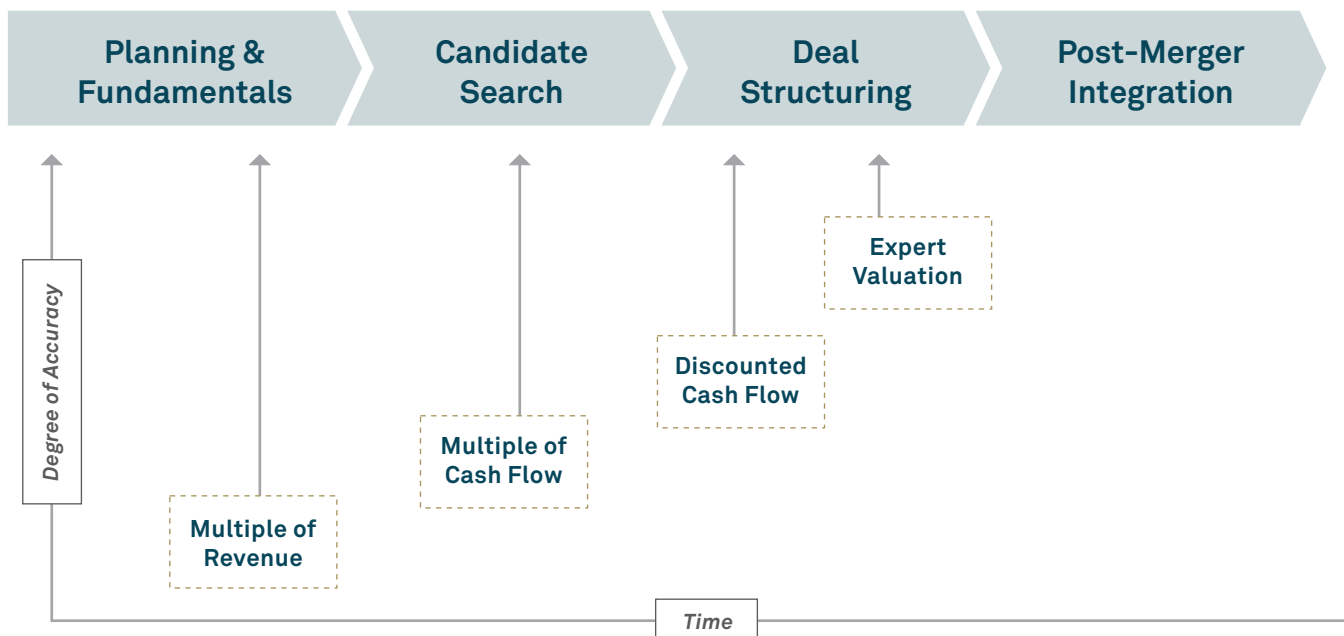 Planning &
Fundamentals
Candidate
Search
Deal
Structuring
Post-Merger
Integration
Expert
Valuation
Degree of Accuracy
Discounted
Cash Flow
Multiple of
Cash Flow
Multiple of
Revenue
Time